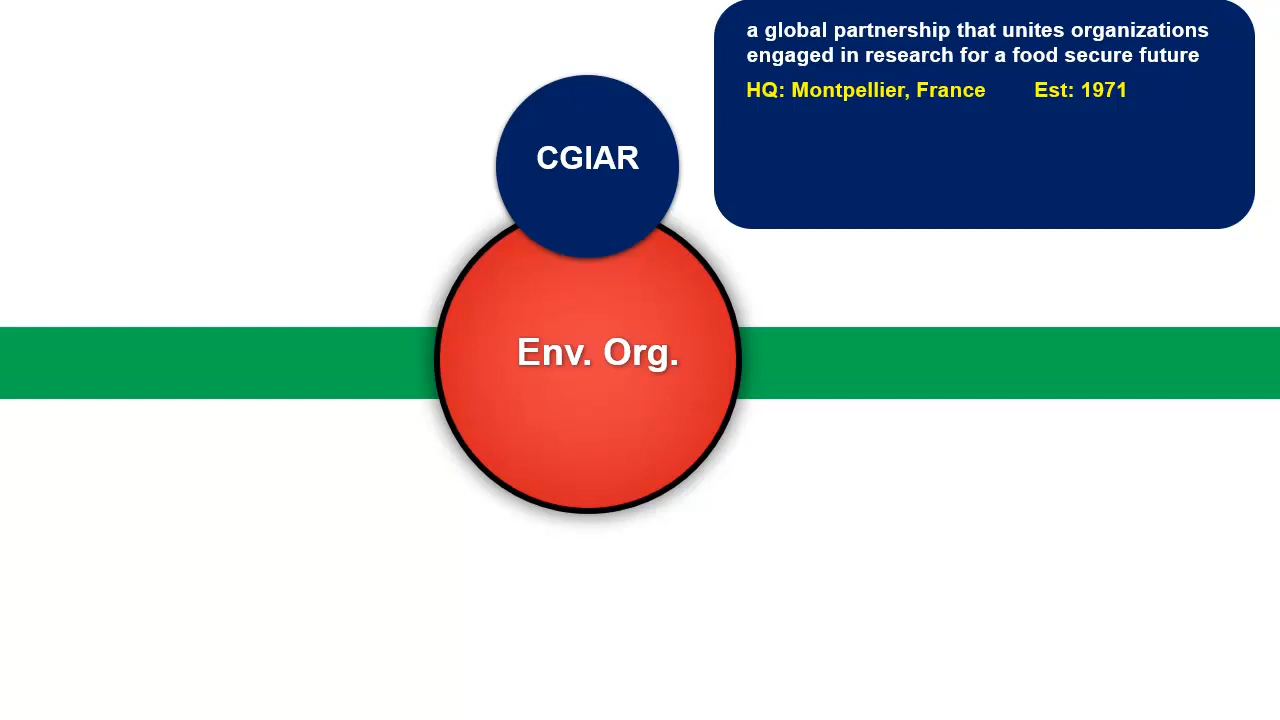 a global partnership that unites organizations
engaged in research for a food secure future
HQ: Montpellier, France Est: 1971
CGIAR
Env. Org.